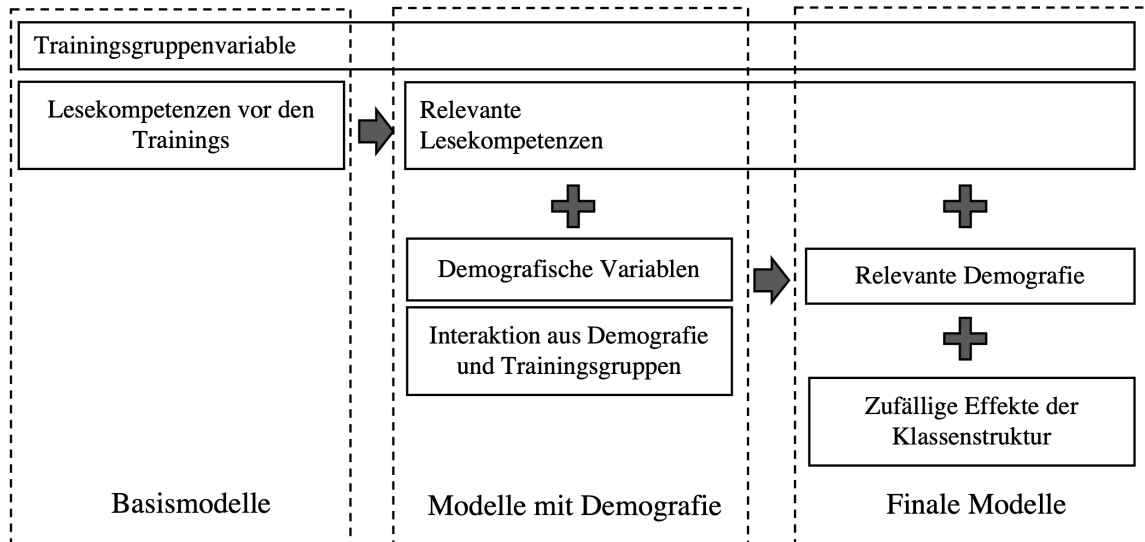 Trainingsgruppenvariable
Lesekompetenzen vor den
Trainings
Relevante
Lesekompetenzen
Demografische Variablen
Interaktion aus Demografie
und Trainingsgruppen
Relevante Demografie
Zufällige Effekte der
Klassenstruktur
Basismodelle
Modelle mit Demografie
Finale Modelle